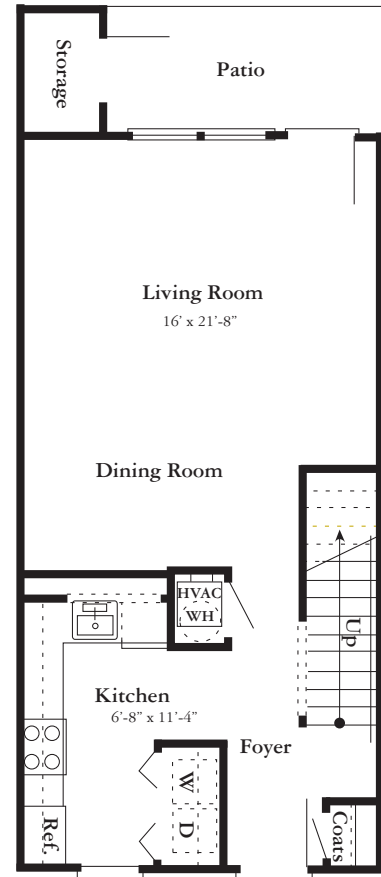 Storage
Patio
Living Room
16’ x 21’-8”
Dining Room
HVAC
WH
Up
Kitchen
6’-8” x 11’-4”
Foyer
W
D
Ref.
Coats